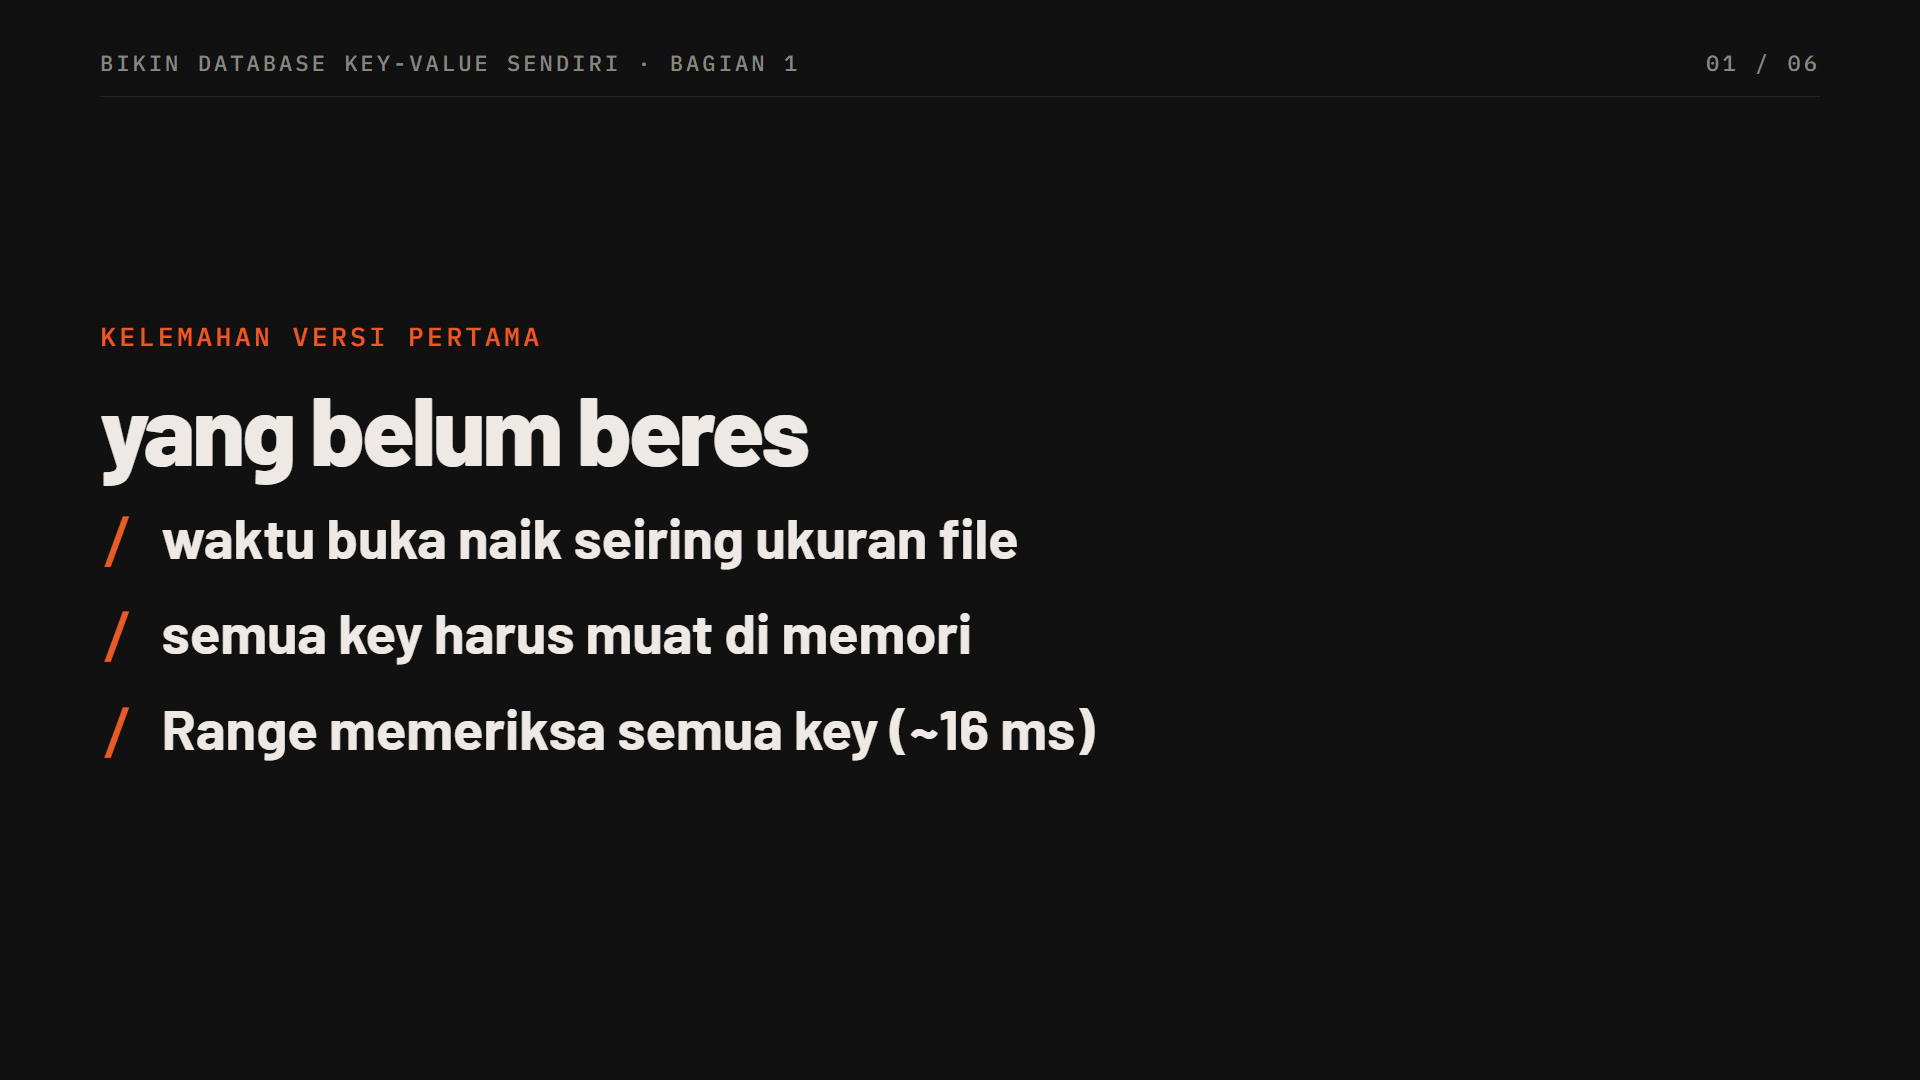 BIKIN DATABASE KEY-VALUE SENDIRI · BAGIAN 1
01 / 06
KELEMAHAN VERSI PERTAMA
yang belum beres
/ waktu buka naik seiring ukuran file
/ semua key harus muat di memori
/ Range memeriksa semua key (~16 ms)